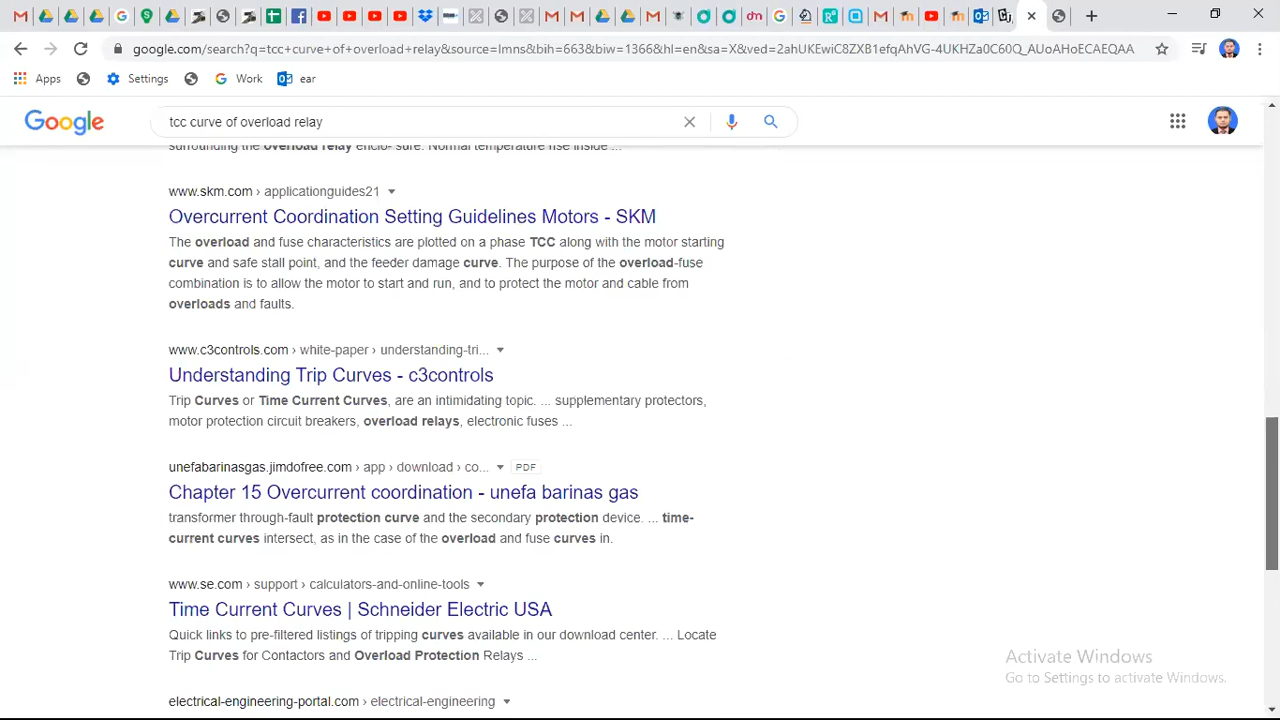 google.com/search?q=tcc+curve+of+overload+relay&source=lmns&bih=663&biw=1366&hl=en&sa=X&ved=2ahUKEwiC8ZXB1efqAhVG-4UKHZa0C60Q_AUoAHoECAEQAA
Apps Settings Work ear
Google tcc curve of overload relay
surrounding the overload relay enclo- sure. Normal temperature rise inside ...
www.skm.com › applicationguides21
Overcurrent Coordination Setting Guidelines Motors - SKM
The overload and fuse characteristics are plotted on a phase TCC along with the motor starting
curve and safe stall point, and the feeder damage curve. The purpose of the overload-fuse
combination is to allow the motor to start and run, and to protect the motor and cable from
overloads and faults.
www.c3controls.com › white-paper › understanding-tri...
Understanding Trip Curves - c3controls
Trip Curves or Time Current Curves, are an intimidating topic. ... supplementary protectors,
motor protection circuit breakers, overload relays, electronic fuses ...
unefabarinasgas.jimdofree.com › app › download › co... PDF
Chapter 15 Overcurrent coordination - unefa barinas gas
transformer through-fault protection curve and the secondary protection device. ... time-
current curves intersect, as in the case of the overload and fuse curves in.
www.se.com › support › calculators-and-online-tools
Time Current Curves | Schneider Electric USA
Quick links to pre-filtered listings of tripping curves available in our download center. ... Locate
Trip Curves for Contactors and Overload Protection Relays ...
Activate Windows
Go to Settings to activate Windows.
electrical-engineering-portal.com › electrical-engineering